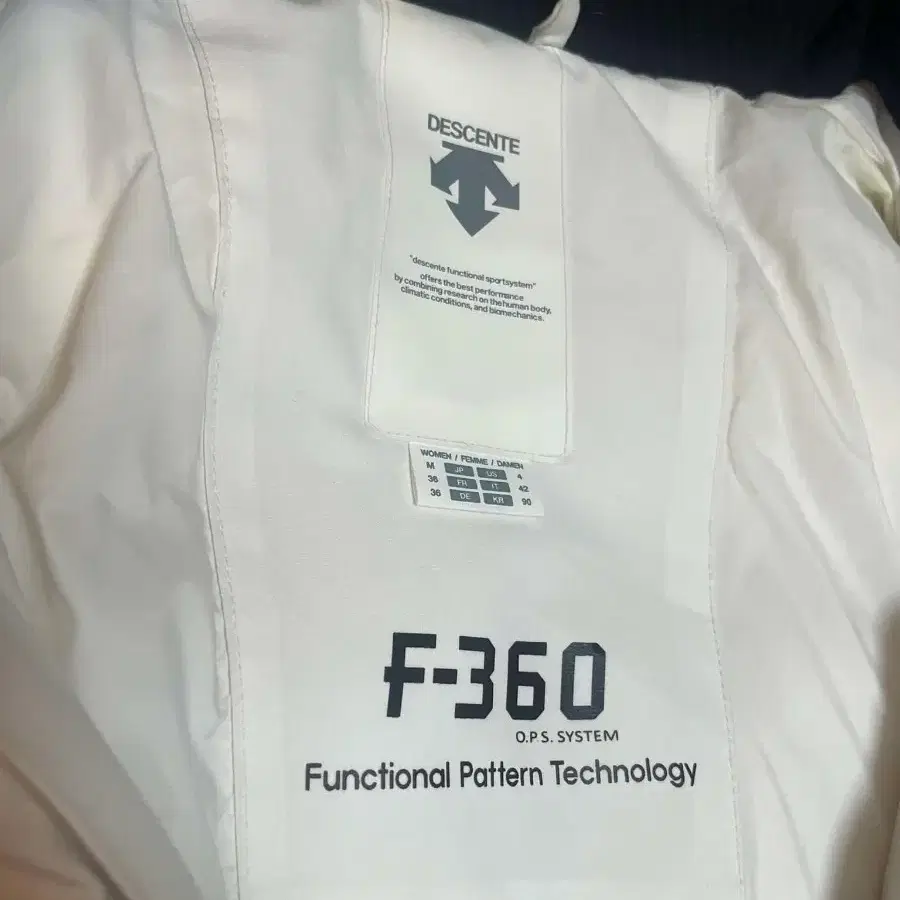 DESCENTE
"descente functional sportsystem"
offers the best performance
by combining research on the human body,
climatic conditions, and biomechanics.
WOMEN / FEMME / DAMEN
M JP US 4
36 FR IT 42
36 DE KR 90
F-360
O.P.S. SYSTEM
Functional Pattern Technology